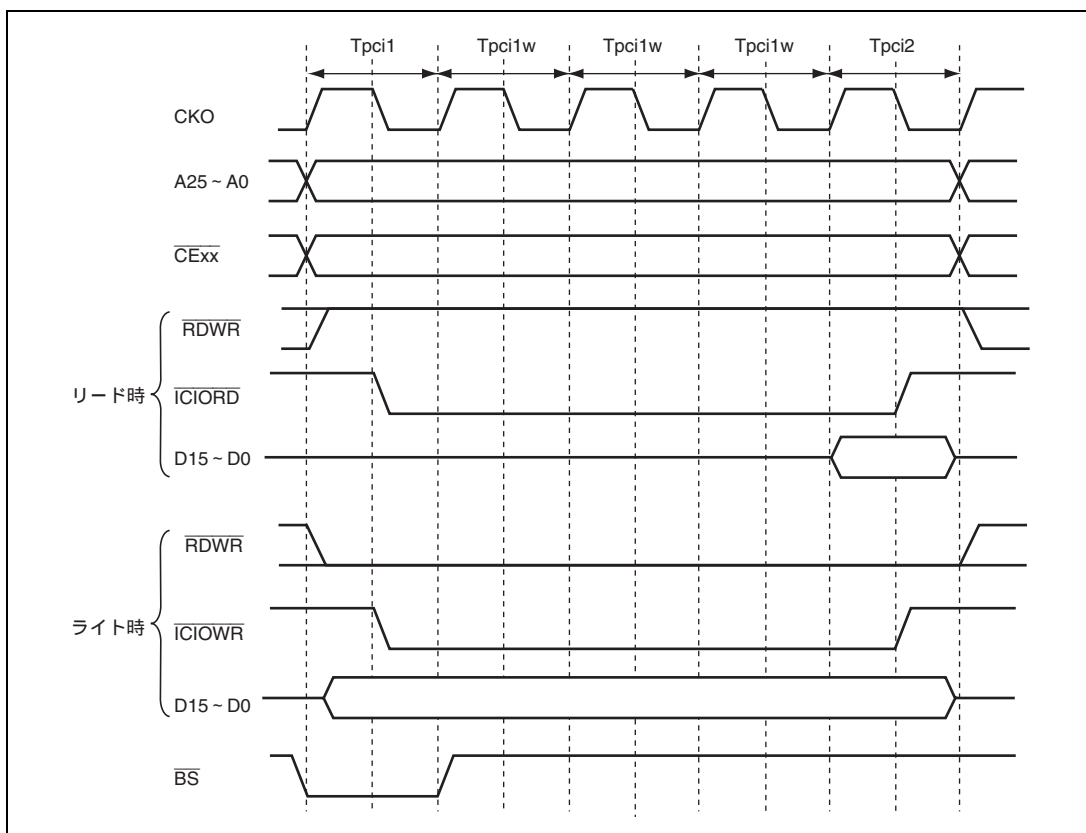 Tpci1 Tpci1w Tpci1w Tpci1w Tpci2
CKO
A25 ~ A0
CExx
リード時
RDWR
ICIORD
D15 ~ D0
ライト時
RDWR
ICIOWR
D15 ~ D0
BS